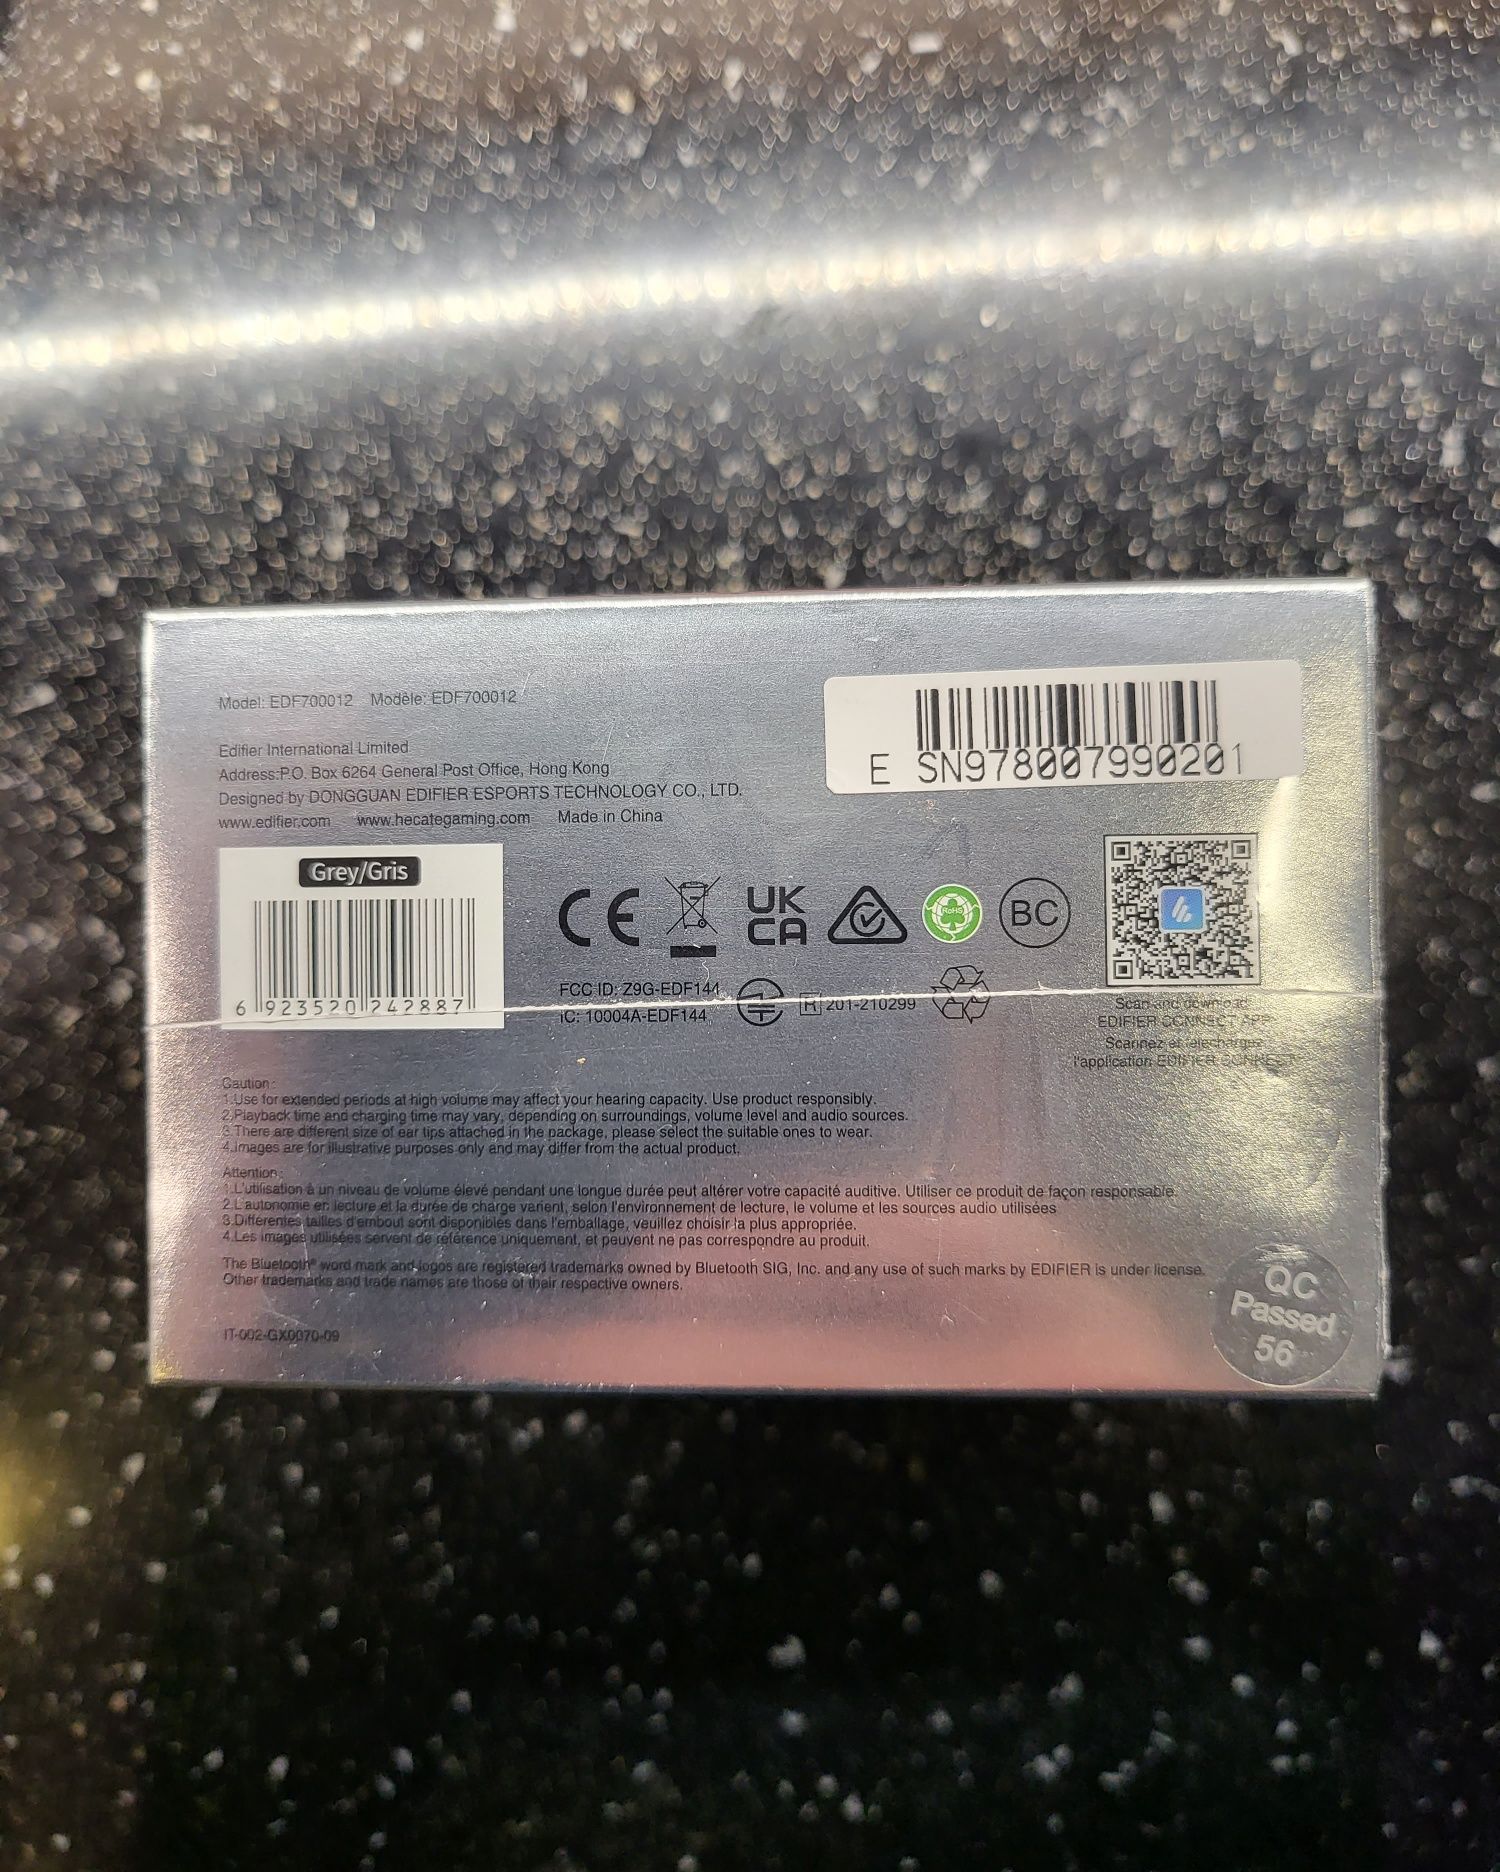 Model: EDF700012 Modèle: EDF700012
Edifier International Limited
Address:P.O. Box 6264 General Post Office, Hong Kong
Designed by DONGGUAN EDIFIER ESPORTS TECHNOLOGY CO., LTD.
www.edifier.com www.hecategaming.com Made in China
E SN978007990201
Grey/Gris
6 923520 242887
CE
UK
CA
RoHS
BC
FCC ID: Z9G-EDF144
IC: 10004A-EDF144
R 201-210299
Scan and download
EDIFIER CONNECT APP
Scannez et télécharge
l'application EDIFIER CONNECT
Caution :
1.Use for extended periods at high volume may affect your hearing capacity. Use product responsibly.
2.Playback time and charging time may vary, depending on surroundings, volume level and audio sources.
3.There are different size of ear tips attached in the package, please select the suitable ones to wear.
4.Images are for illustrative purposes only and may differ from the actual product.
Attention :
1.L'utilisation à un niveau de volume élevé pendant une longue durée peut altérer votre capacité auditive. Utiliser ce produit de façon responsable.
2.L'autonomie en lecture et la durée de charge varient, selon l'environnement de lecture, le volume et les sources audio utilisées
3.Différentes tailles d'embout sont disponibles dans l'emballage, veuillez choisir la plus appropriée.
4.Les images utilisées servent de référence uniquement, et peuvent ne pas correspondre au produit.
The Bluetooth® word mark and logos are registered trademarks owned by Bluetooth SIG, Inc. and any use of such marks by EDIFIER is under license.
Other trademarks and trade names are those of their respective owners.
IT-002-GX0070-09
QC
Passed
56